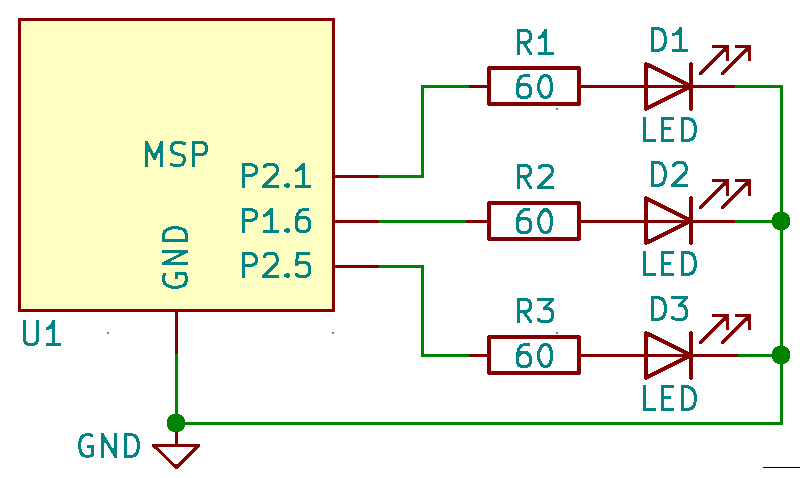 R1
D1
60
LED
MSP
P2.1
R2
D2
P1.6
60
GND
LED
P2.5
R3
D3
U1
60
LED
GND